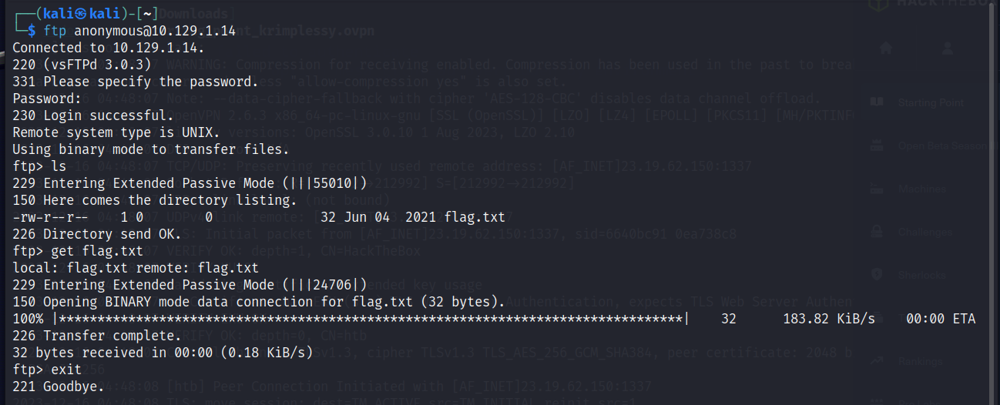 ┌──(kali㉿kali)-[~]
└─$ ftp anonymous@10.129.1.14
Connected to 10.129.1.14.
220 (vsFTPd 3.0.3)
331 Please specify the password.
Password:
230 Login successful.
Remote system type is UNIX.
Using binary mode to transfer files.
ftp> ls
229 Entering Extended Passive Mode (|||55010|)
150 Here comes the directory listing.
-rw-r--r--    1 0        0              32 Jun 04  2021 flag.txt
226 Directory send OK.
ftp> get flag.txt
local: flag.txt remote: flag.txt
229 Entering Extended Passive Mode (|||24706|)
150 Opening BINARY mode data connection for flag.txt (32 bytes).
100% |*********************************************************************************|    32      183.82 KiB/s    00:00 ETA
226 Transfer complete.
32 bytes received in 00:00 (0.18 KiB/s)
ftp> exit
221 Goodbye.
Starting Point
Machines
Challenges
Sherlocks
Rankings